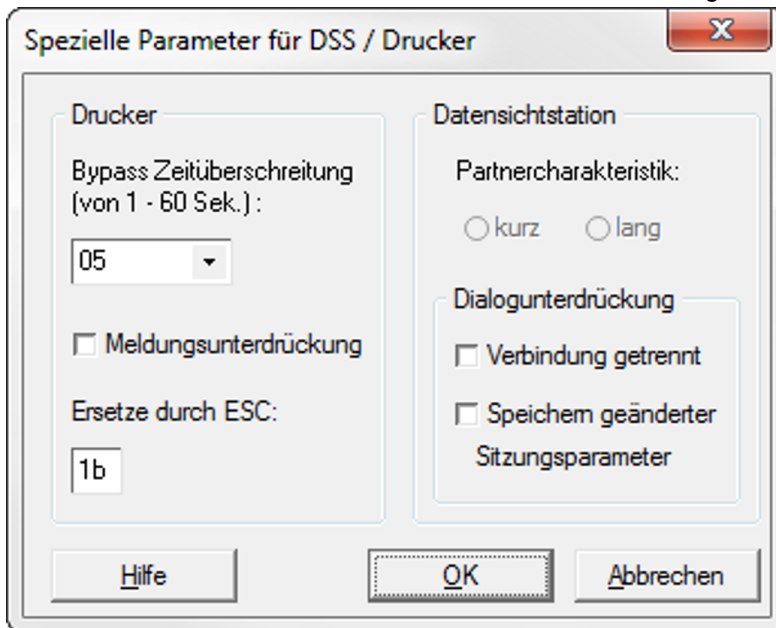 Spezielle Parameter für DSS / Drucker
Drucker
Bypass Zeitüberschreitung
(von 1 - 60 Sek.) :
05
Meldungsunterdrückung
Ersetze durch ESC:
1b
Datensichtstation
Partnercharakteristik:
kurz lang
Dialogunterdrückung
Verbindung getrennt
Speichern geänderter
Sitzungsparameter
Hilfe OK Abbrechen